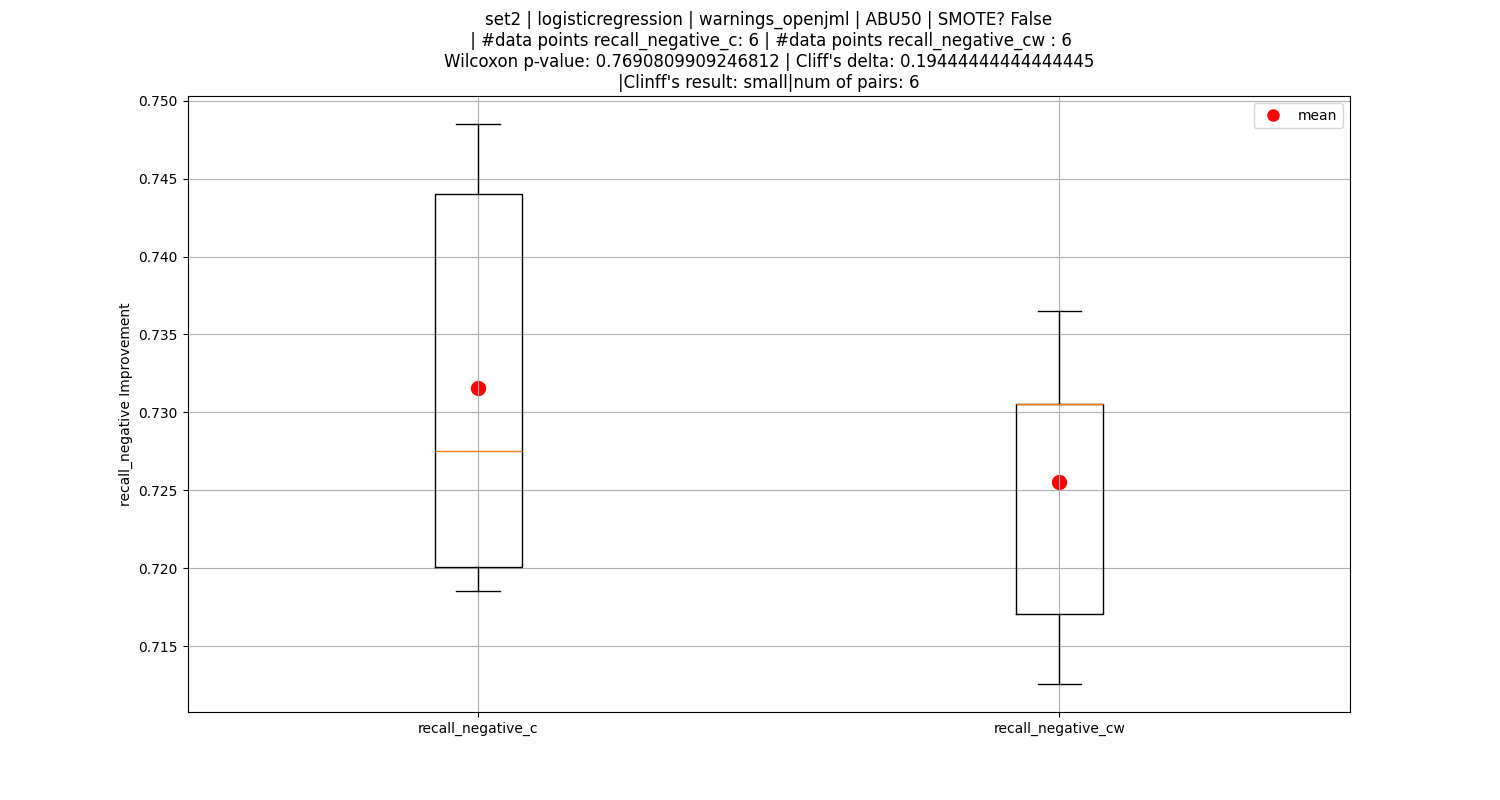 set2 | logisticregression | warnings_openjml | ABU50 | SMOTE? False
| #data points recall_negative_c: 6 | #data points recall_negative_cw : 6
Wilcoxon p-value: 0.7690809909246812 | Cliff's delta: 0.19444444444444445
|Clinff's result: small|num of pairs: 6
mean
recall_negative Improvement
0.750
0.745
0.740
0.735
0.730
0.725
0.720
0.715
recall_negative_c
recall_negative_cw